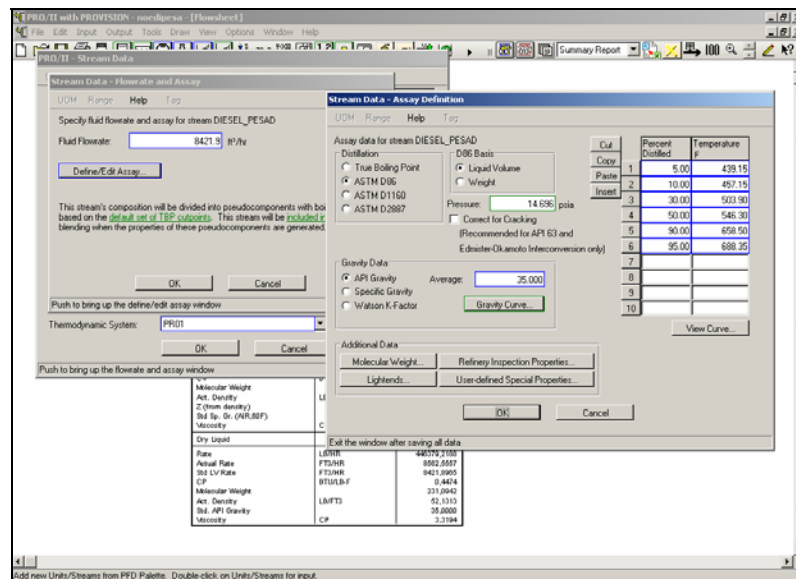 PRO/II with PROVISION - noedipesa - [Flowsheet]
File Edit Input Output Tools Draw View Options Window Help
Summary Report
PRO/II - Stream Data
Stream Data - Flowrate and Assay
UOM Range Help Tag
Specify fluid flowrate and assay for stream DIESEL_PESAD
Fluid Flowrate: 8421.9 ft³/hr
Define/Edit Assay...
This stream's composition will be divided into pseudocomponents with boi
based on the default set of TBP cutpoints. This stream will be included in
blending when the properties of these pseudocomponents are generated.
OK Cancel
Push to bring up the define/edit assay window
Thermodynamic System: PR01
OK Cancel
Push to bring up the flowrate and assay window
Stream Data - Assay Definition
UOM Range Help Tag
Assay data for stream DIESEL_PESAD
Distillation
True Boiling Point
ASTM D86
ASTM D1160
ASTM D2887
D86 Basis
Liquid Volume
Weight
Pressure: 14.696 psia
Correct for Cracking
(Recommended for API 63 and
Edmister-Okamoto Interconversion only)
Cut
Copy
Paste
Insert
Percent Distilled Temperature F
1 5.00 439.15
2 10.00 457.15
3 30.00 503.90
4 50.00 546.30
5 90.00 658.50
6 95.00 688.35
7
8
9
10
View Curve...
Gravity Data
API Gravity
Specific Gravity
Watson K-Factor
Average: 35.000
Gravity Curve...
Additional Data
Molecular Weight... Refinery Inspection Properties...
Lightends... User-defined Special Properties...
OK Cancel
Exit the window after saving all data
Molecular Weight
Act. Density
Z (from density)
Std Sp. Gr. (AIR,60F)
Viscosity C
Dry Liquid
Rate LB/HR 446379,2188
Actual Rate FT3/HR 8562,5557
Std LV Rate FT3/HR 8421,8965
CP BTU/LB-F 0,4474
Molecular Weight 231,0942
Act. Density LB/FT3 52,1313
Std. API Gravity 35,0000
Viscosity CP 3,3194
Add new Units/Streams from PFD Palette. Double-click on Units/Streams for input.